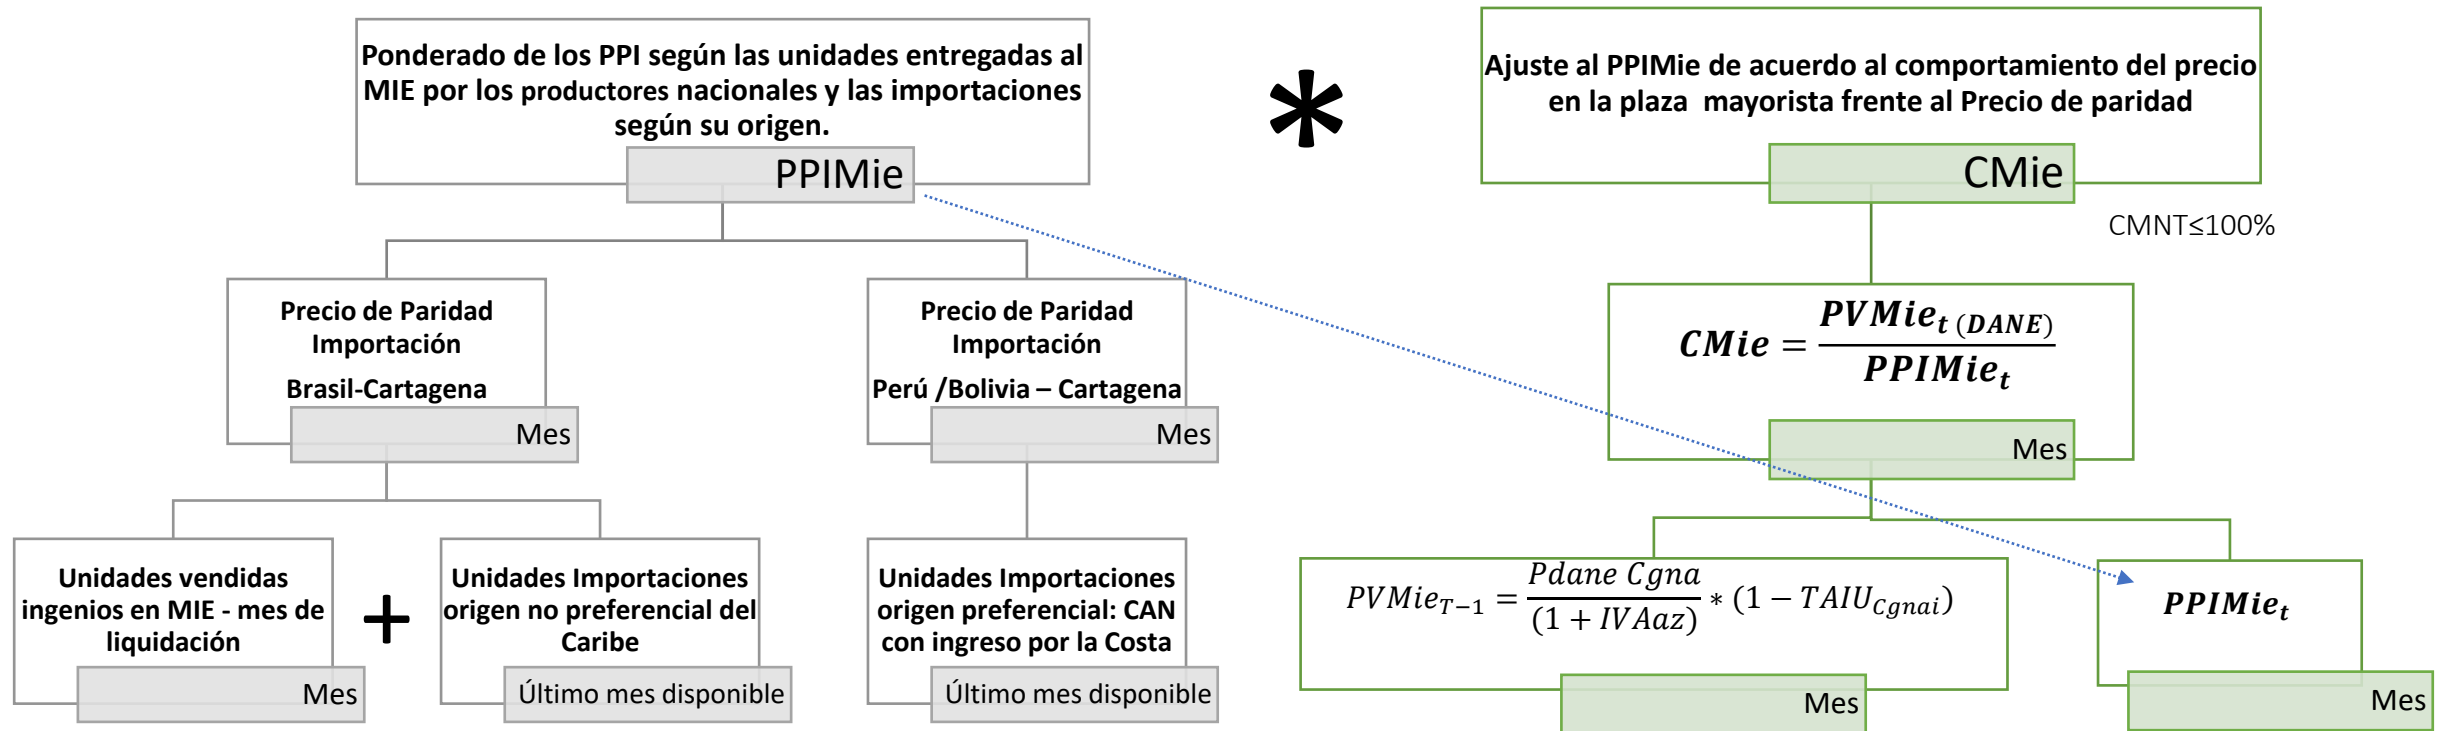 Ponderado de los PPI según las unidades entregadas al
MIE por los productores nacionales y las importaciones
según su origen.
PPIMie
*
Ajuste al PPIMie de acuerdo al comportamiento del precio
en la plaza mayorista frente al Precio de paridad
CMie
CMNT≤100%
Precio de Paridad
Importación
Brasil-Cartagena
Mes
Precio de Paridad
Importación
Perú /Bolivia – Cartagena
Mes
CMie = PVMie_{t (DANE)} / PPIMie_t
Mes
Unidades vendidas
ingenios en MIE - mes de
liquidación
Mes
+
Unidades Importaciones
origen no preferencial del
Caribe
Último mes disponible
Unidades Importaciones
origen preferencial: CAN
con ingreso por la Costa
Último mes disponible
PVMie_{T−1} = Pdane Cgna / (1 + IVAaz) * (1 − TAIU_{Cgnai})
Mes
PPIMie_t
Mes